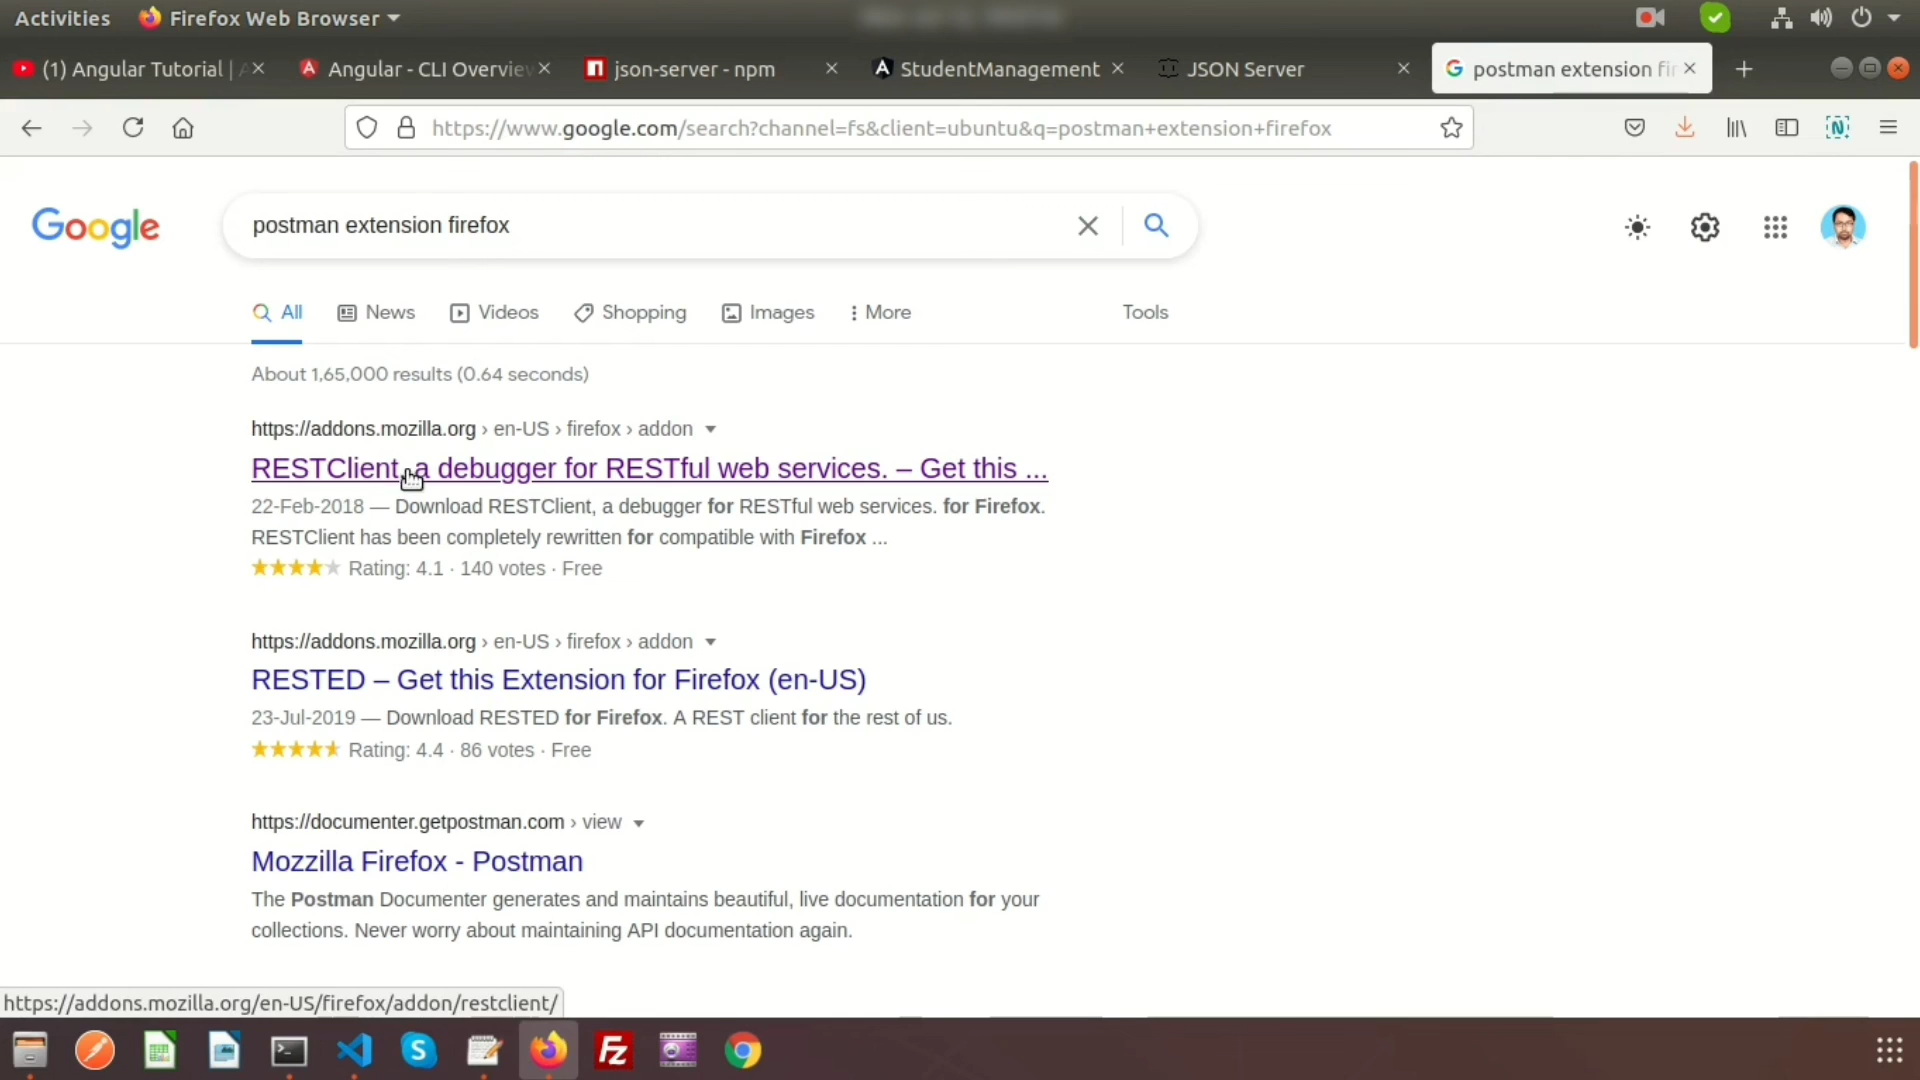 Activities
Firefox Web Browser
(1) Angular Tutorial |
Angular - CLI Overview
json-server - npm
StudentManagement
JSON Server
postman extension fir
https://www.google.com/search?channel=fs&client=ubuntu&q=postman+extension+firefox
Google
postman extension firefox
All
News
Videos
Shopping
Images
More
Tools
About 1,65,000 results (0.64 seconds)
https://addons.mozilla.org › en-US › firefox › addon
RESTClient, a debugger for RESTful web services. – Get this ...
22-Feb-2018 — Download RESTClient, a debugger for RESTful web services. for Firefox.
RESTClient has been completely rewritten for compatible with Firefox ...
Rating: 4.1 · 140 votes · Free
https://addons.mozilla.org › en-US › firefox › addon
RESTED – Get this Extension for Firefox (en-US)
23-Jul-2019 — Download RESTED for Firefox. A REST client for the rest of us.
Rating: 4.4 · 86 votes · Free
https://documenter.getpostman.com › view
Mozzilla Firefox - Postman
The Postman Documenter generates and maintains beautiful, live documentation for your
collections. Never worry about maintaining API documentation again.
https://addons.mozilla.org/en-US/firefox/addon/restclient/